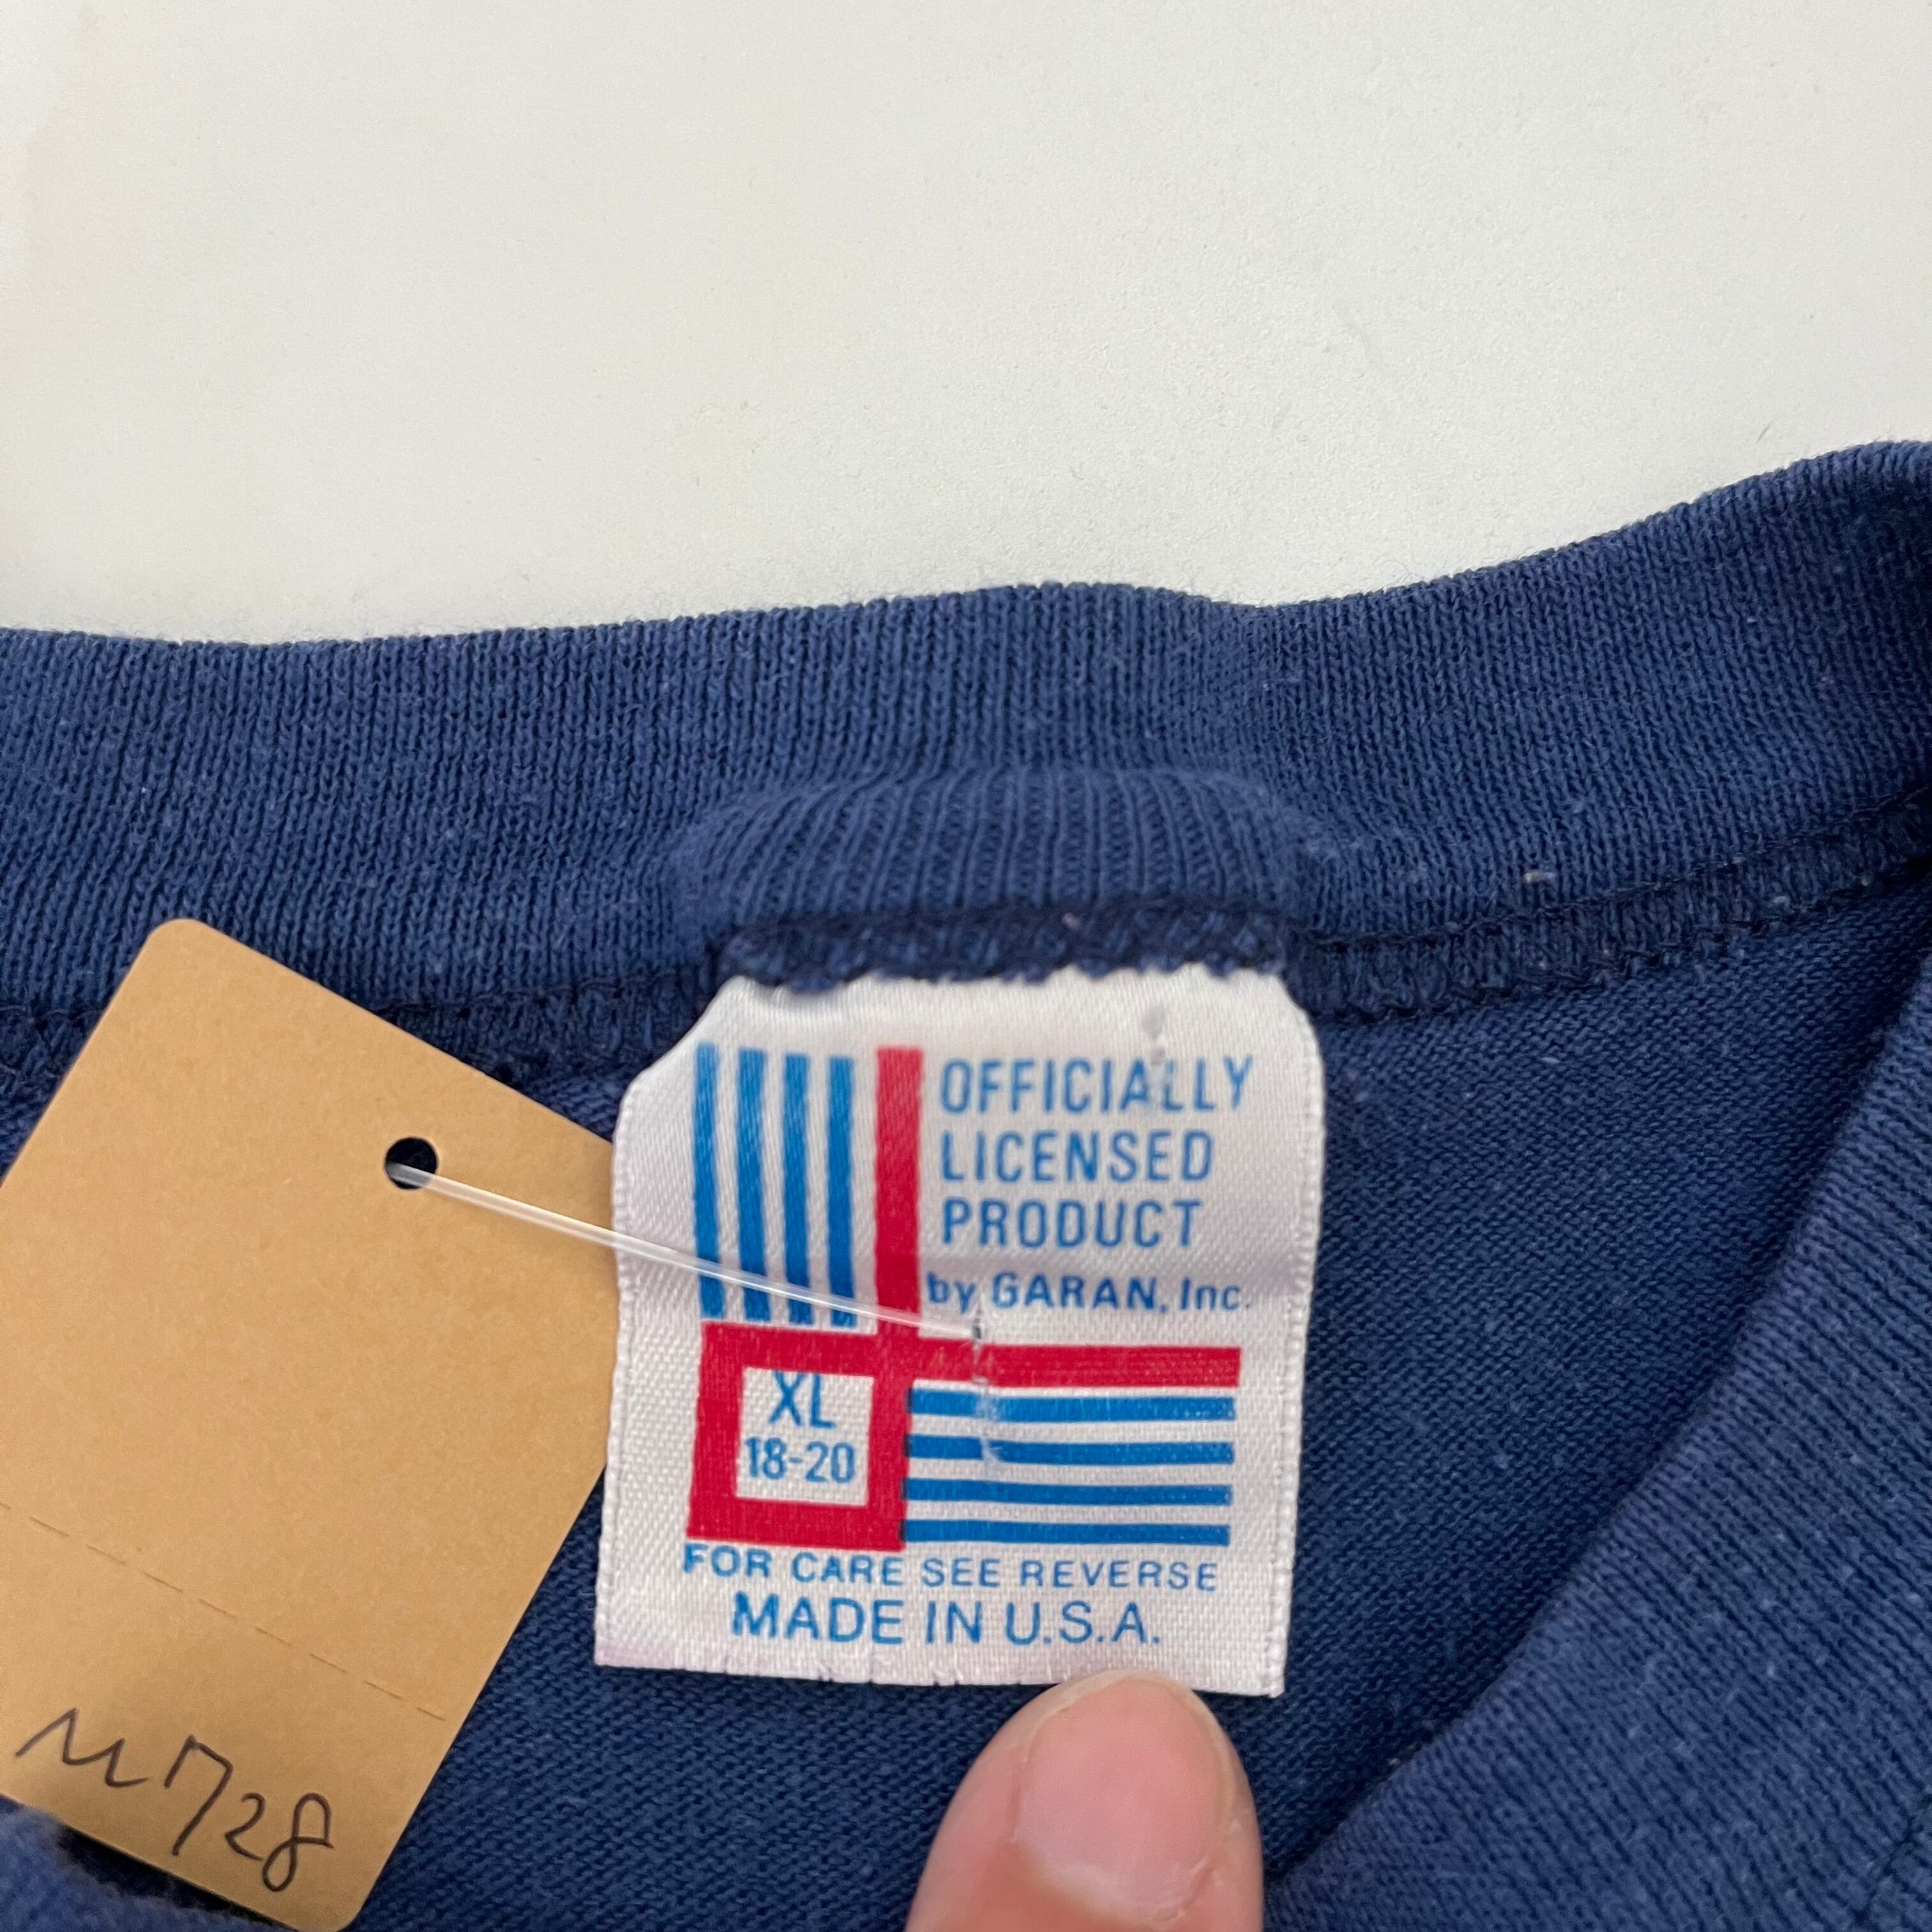 OFFICIALLY
LICENSED
PRODUCT
by GARAN, Inc.
XL
18-20
FOR CARE SEE REVERSE
MADE IN U.S.A.
M728